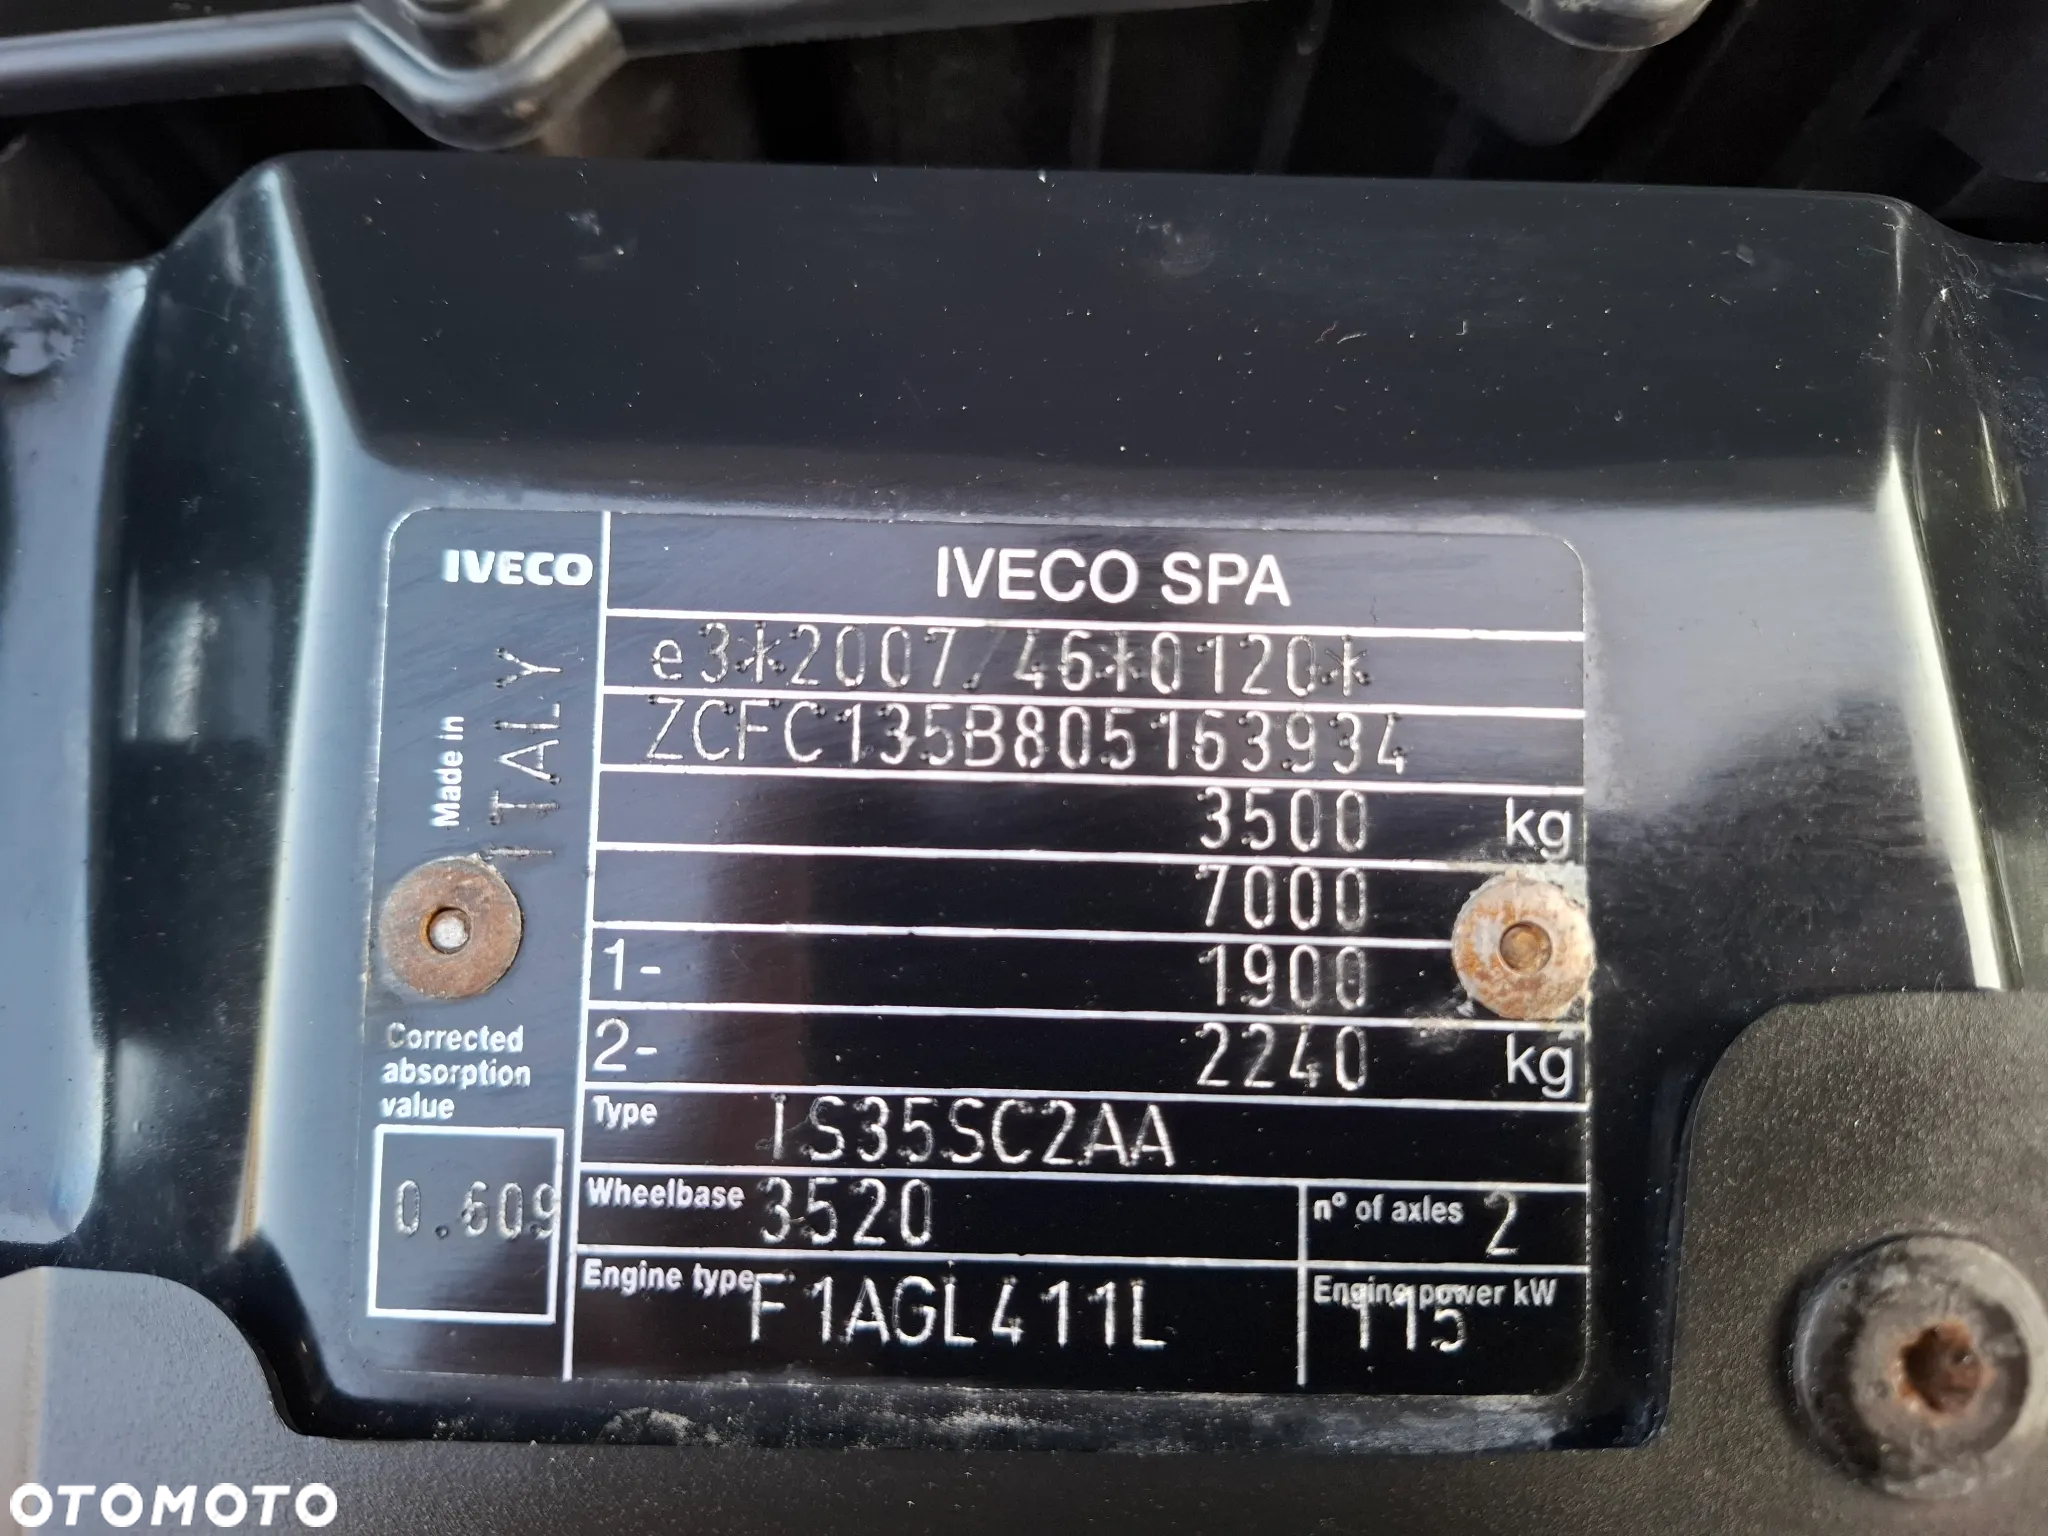 IVECO
IVECO SPA
e3*2007/46*0120*
ZCFC135B805163934
Made in ITALY
3500 kg
7000
1- 1900
2- 2240 kg
Corrected
absorption
value
0.609
Type IS35SC2AA
Wheelbase 3520
n° of axles 2
Engine type F1AGL411L
Engine power kW
115
OTOMOTO